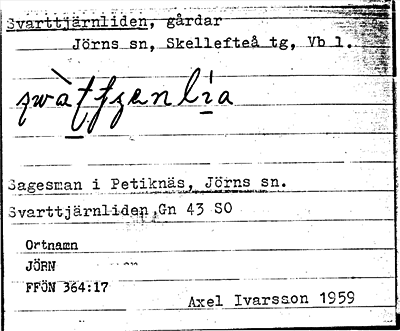 Svarttjärnliden, gårdar
Jörns sn, Skellefteå tg, Vb l.
Sagesman i Petiknäs, Jörns sn.
Svarttjärnliden, Gn 43 SO
Ortnamn
JÖRN
FFÖN 364:17
Axel Ivarsson 1959